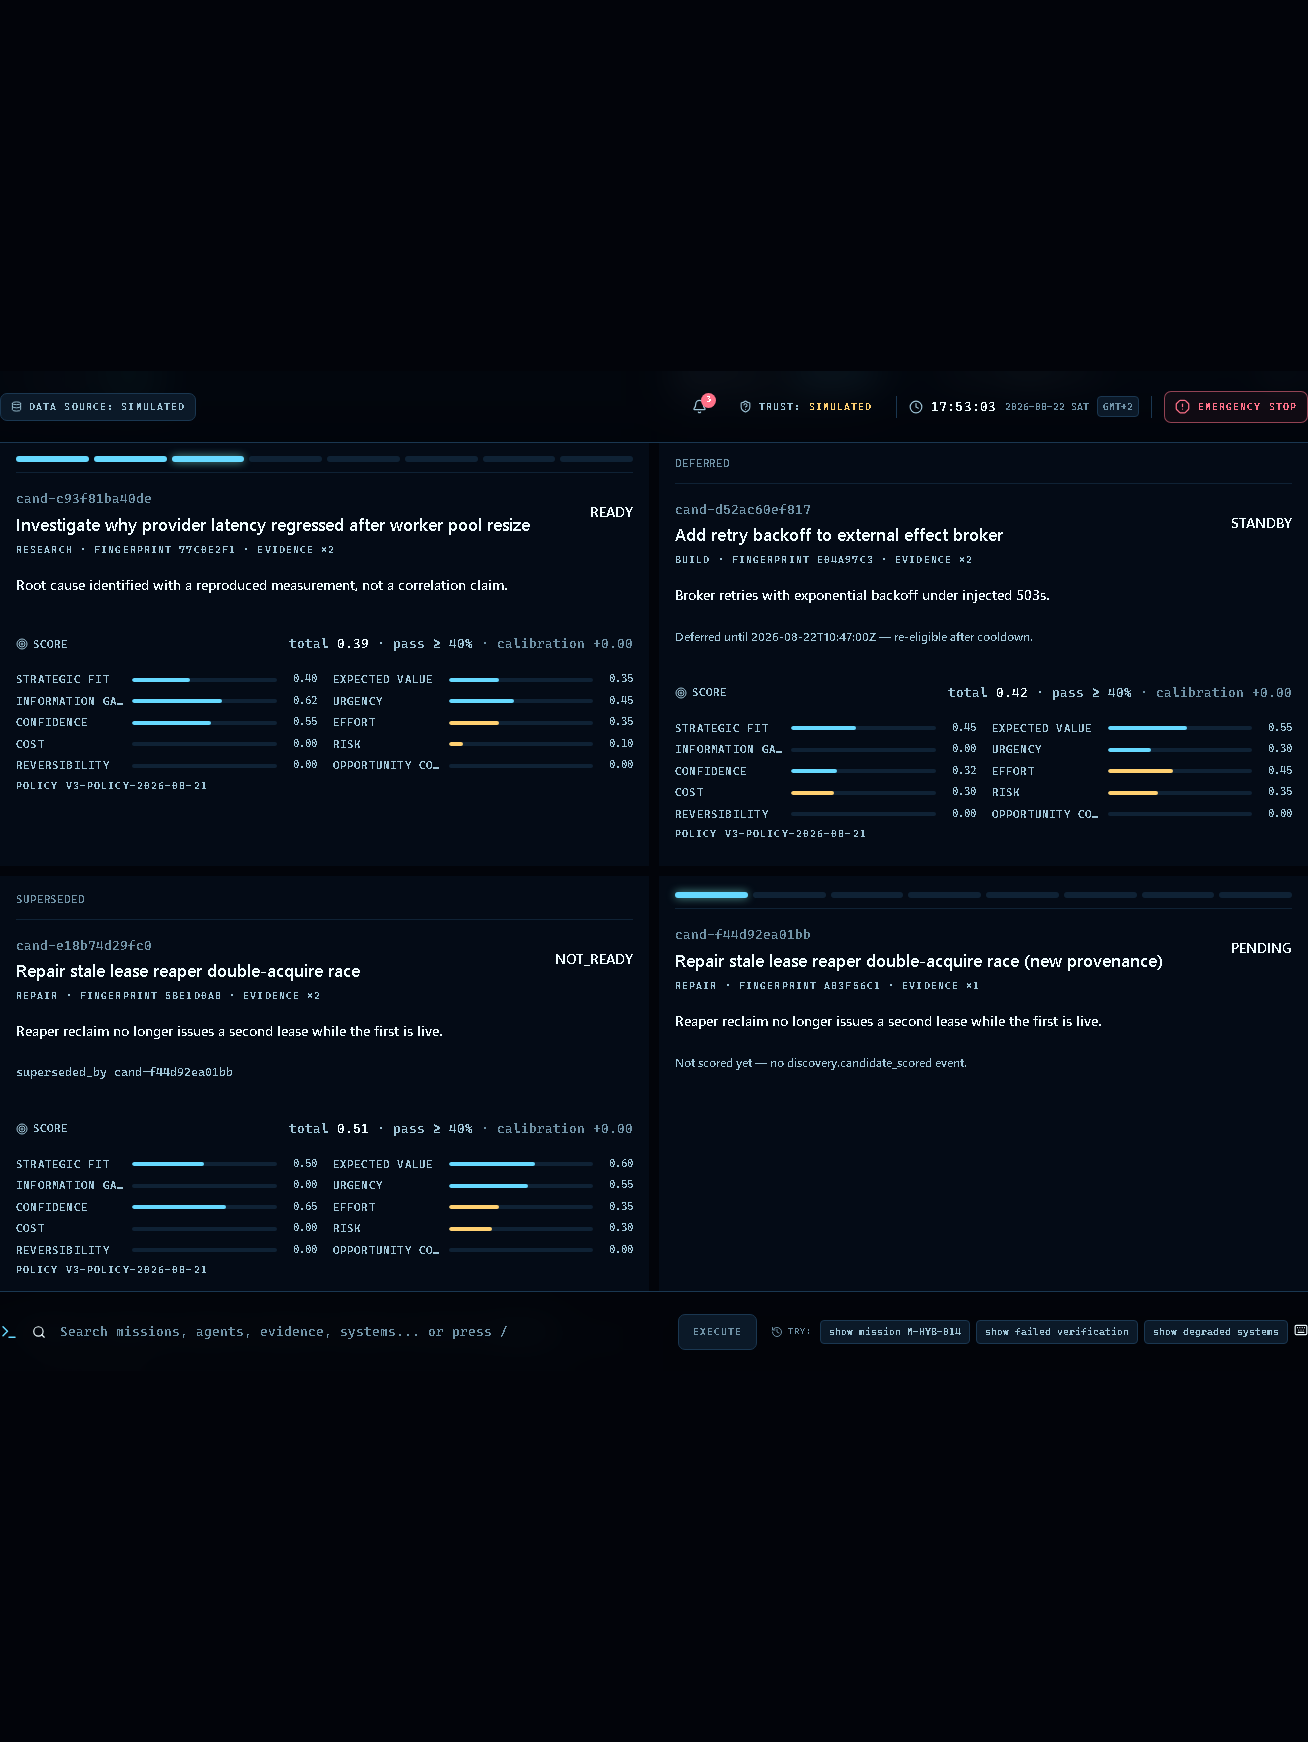 DATA SOURCE: SIMULATED
TRUST: SIMULATED
17:53:03 2026-08-22 SAT GMT+2
EMERGENCY STOP
cand-c93f81ba40de
READY
Investigate why provider latency regressed after worker pool resize
RESEARCH · FINGERPRINT 77C0E2F1 · EVIDENCE ×2
Root cause identified with a reproduced measurement, not a correlation claim.
SCORE
total 0.39 · pass ≥ 40% · calibration +0.00
STRATEGIC FIT 0.40 EXPECTED VALUE 0.35
INFORMATION GA… 0.62 URGENCY 0.45
CONFIDENCE 0.55 EFFORT 0.35
COST 0.00 RISK 0.10
REVERSIBILITY 0.00 OPPORTUNITY CO… 0.00
POLICY V3-POLICY-2026-08-21
DEFERRED
cand-d52ac60ef817
STANDBY
Add retry backoff to external effect broker
BUILD · FINGERPRINT E04A97C3 · EVIDENCE ×2
Broker retries with exponential backoff under injected 503s.
Deferred until 2026-08-22T10:47:00Z — re-eligible after cooldown.
SCORE
total 0.42 · pass ≥ 40% · calibration +0.00
STRATEGIC FIT 0.45 EXPECTED VALUE 0.55
INFORMATION GA… 0.00 URGENCY 0.30
CONFIDENCE 0.32 EFFORT 0.45
COST 0.30 RISK 0.35
REVERSIBILITY 0.00 OPPORTUNITY CO… 0.00
POLICY V3-POLICY-2026-08-21
SUPERSEDED
cand-e18b74d29fc0
NOT_READY
Repair stale lease reaper double-acquire race
REPAIR · FINGERPRINT 5BE1D0A8 · EVIDENCE ×2
Reaper reclaim no longer issues a second lease while the first is live.
superseded_by cand-f44d92ea01bb
SCORE
total 0.51 · pass ≥ 40% · calibration +0.00
STRATEGIC FIT 0.50 EXPECTED VALUE 0.60
INFORMATION GA… 0.00 URGENCY 0.55
CONFIDENCE 0.65 EFFORT 0.35
COST 0.00 RISK 0.30
REVERSIBILITY 0.00 OPPORTUNITY CO… 0.00
POLICY V3-POLICY-2026-08-21
cand-f44d92ea01bb
PENDING
Repair stale lease reaper double-acquire race (new provenance)
REPAIR · FINGERPRINT A83F56C1 · EVIDENCE ×1
Reaper reclaim no longer issues a second lease while the first is live.
Not scored yet — no discovery.candidate_scored event.
Search missions, agents, evidence, systems... or press /
EXECUTE
TRY:
show mission M-HYB-014
show failed verification
show degraded systems